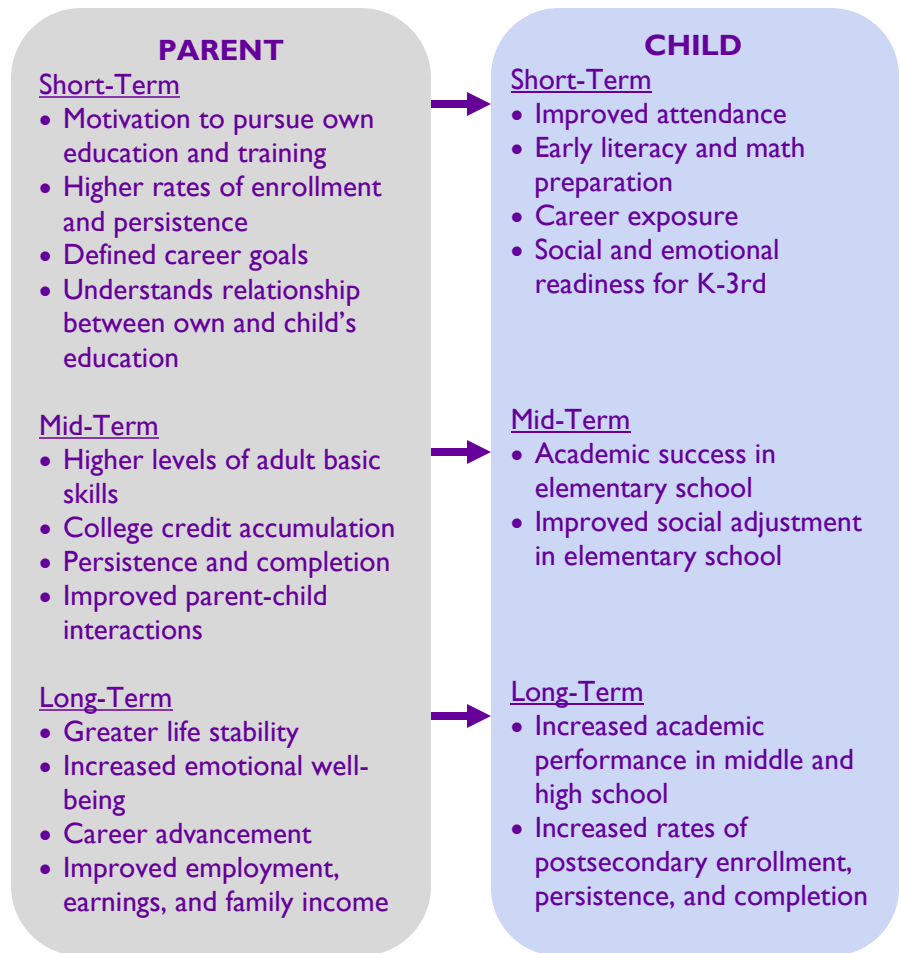 PARENT
Short-Term
• Motivation to pursue own
education and training
• Higher rates of enrollment
and persistence
• Defined career goals
• Understands relationship
between own and child’s
education
Mid-Term
• Higher levels of adult basic
skills
• College credit accumulation
• Persistence and completion
• Improved parent-child
interactions
Long-Term
• Greater life stability
• Increased emotional well-
being
• Career advancement
• Improved employment,
earnings, and family income
CHILD
Short-Term
• Improved attendance
• Early literacy and math
preparation
• Career exposure
• Social and emotional
readiness for K-3rd
Mid-Term
• Academic success in
elementary school
• Improved social adjustment
in elementary school
Long-Term
• Increased academic
performance in middle and
high school
• Increased rates of
postsecondary enrollment,
persistence, and completion